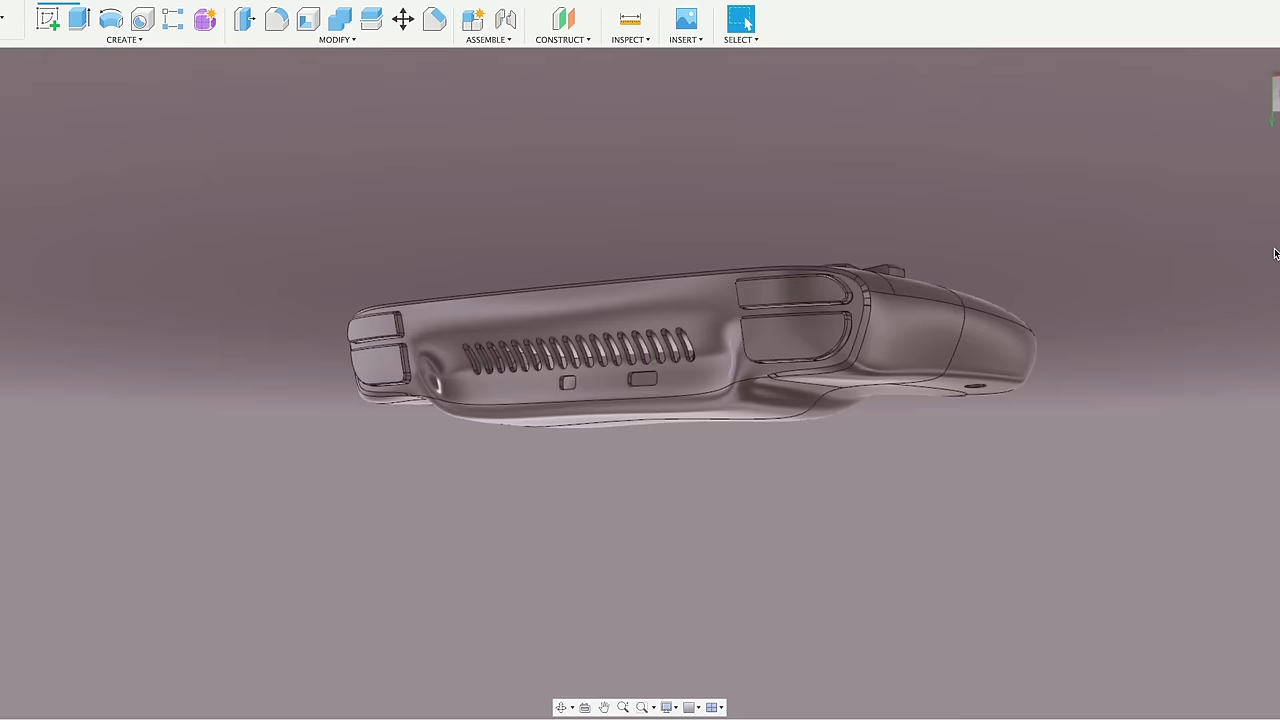 CREATE
MODIFY
ASSEMBLE
CONSTRUCT
INSPECT
INSERT
SELECT